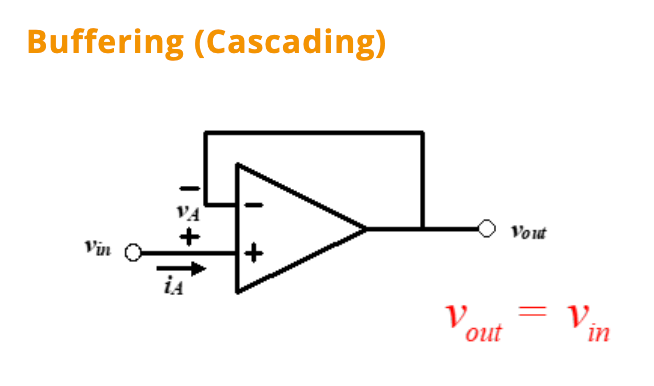 Buffering (Cascading)
−
vA
−
+
vin
+
iA
vout
vout = vin